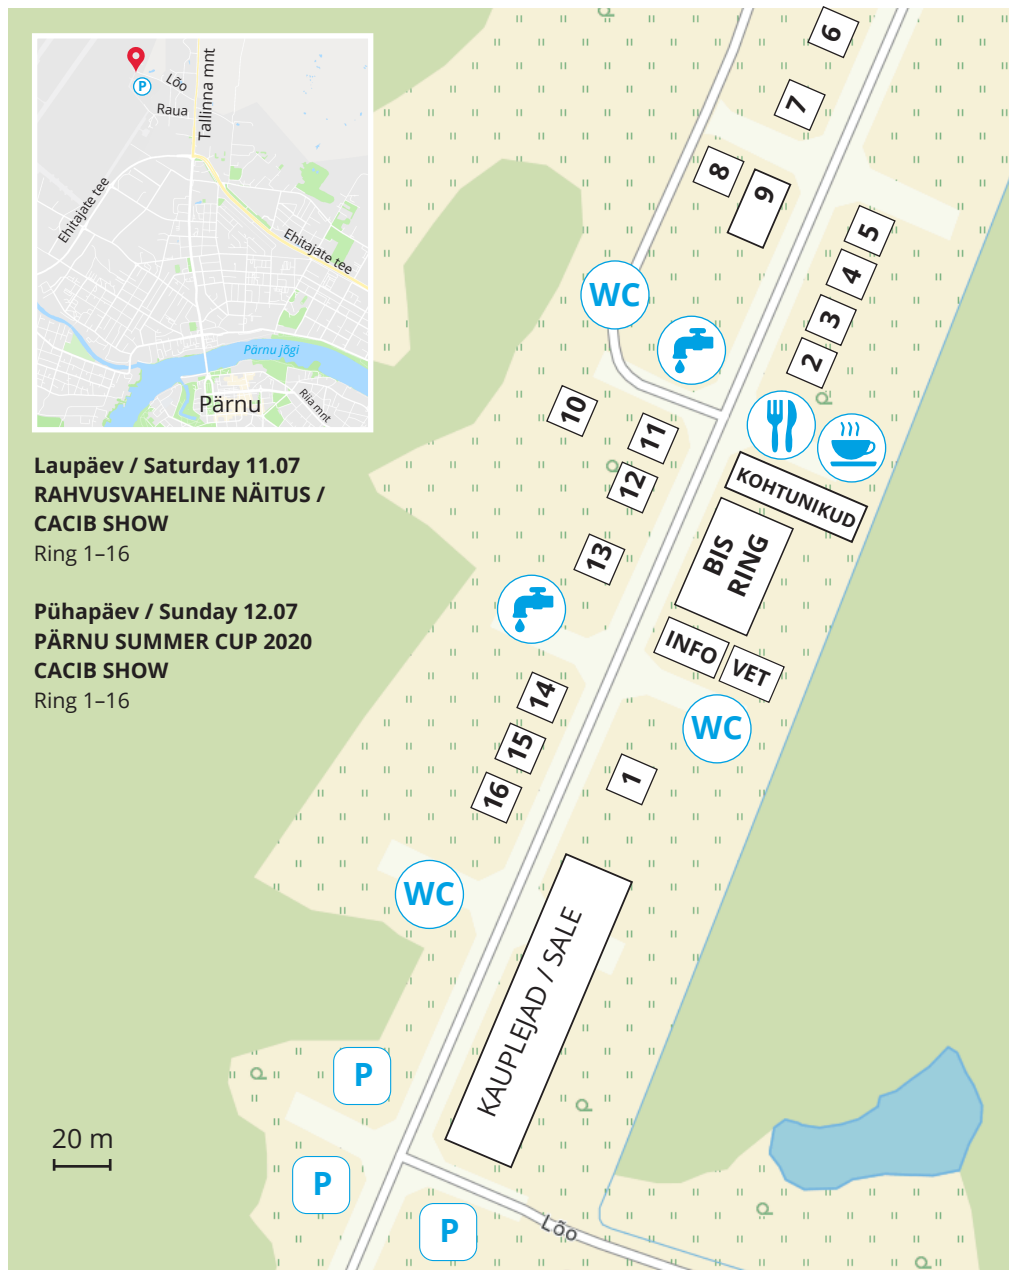 Lõo
Raua
Tallinna mnt
P
Ehitajate tee
Ehitajate tee
Pärnu jõgi
Pärnu
Riia mnt
Laupäev / Saturday 11.07
RAHVUSVAHELINE NÄITUS /
CACIB SHOW
Ring 1–16
Pühapäev / Sunday 12.07
PÄRNU SUMMER CUP 2020
CACIB SHOW
Ring 1–16
6
7
8
9
5
4
3
2
WC
10
11
12
13
KOHTUNIKUD
BIS
RING
INFO
VET
WC
14
15
16
1
WC
KAUPLEJAD / SALE
P
P
P
20 m
Lõo